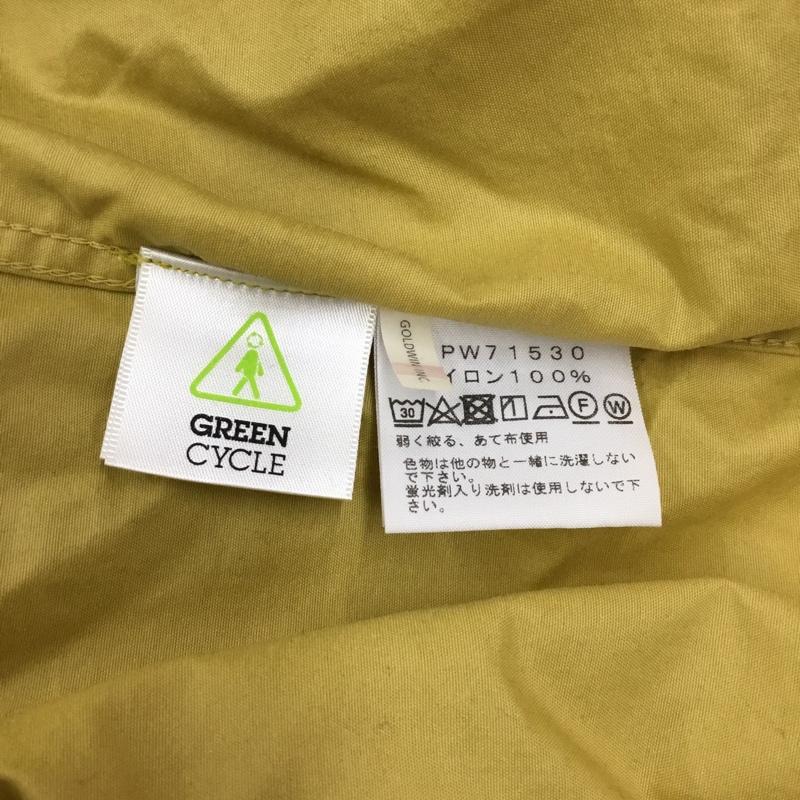 GREEN
CYCLE
GOLDWIN INC.
PW71530
イロン100%
30
F
W
弱く絞る、あて布使用
色物は他の物と一緒に洗濯しない
で下さい。
蛍光剤入り洗剤は使用しないで下
さい。